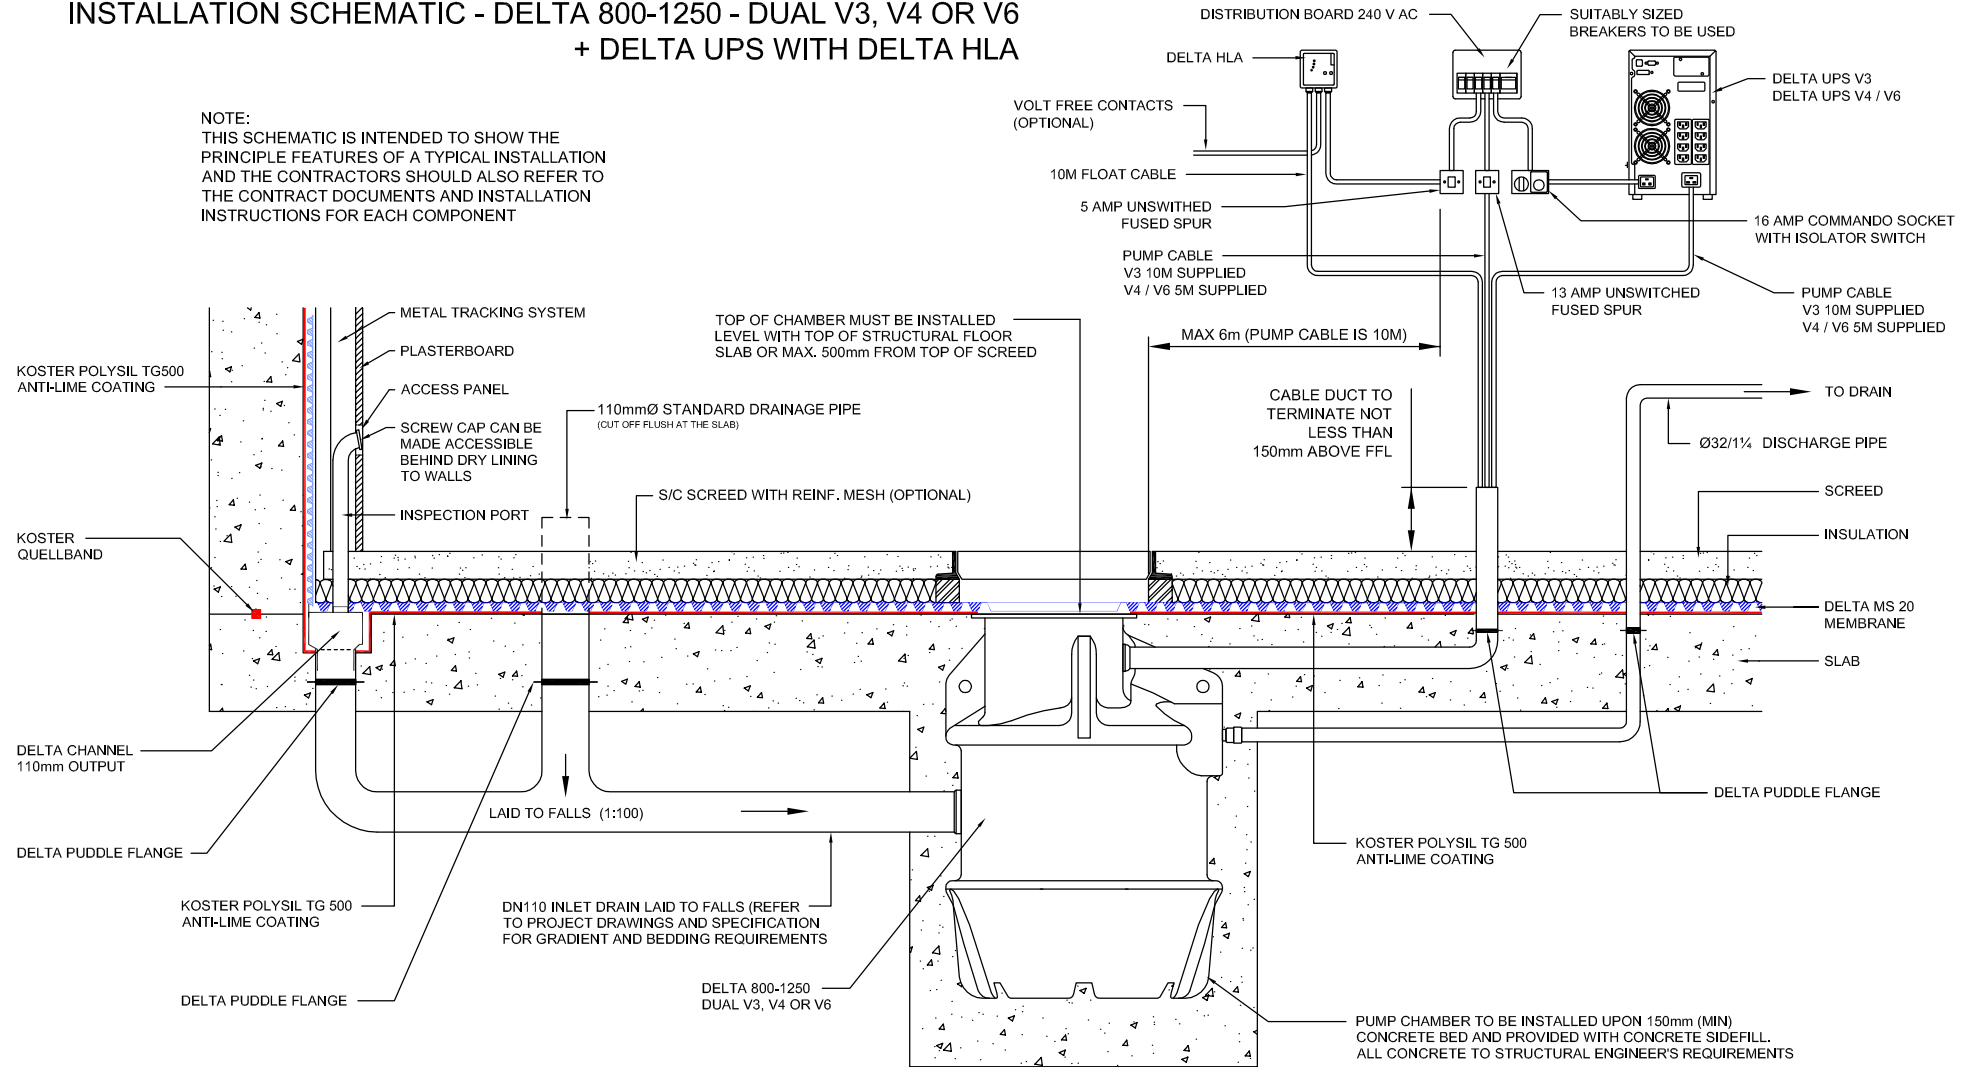 INSTALLATION SCHEMATIC - DELTA 800-1250 - DUAL V3, V4 OR V6
+ DELTA UPS WITH DELTA HLA
NOTE:
THIS SCHEMATIC IS INTENDED TO SHOW THE
PRINCIPLE FEATURES OF A TYPICAL INSTALLATION
AND THE CONTRACTORS SHOULD ALSO REFER TO
THE CONTRACT DOCUMENTS AND INSTALLATION
INSTRUCTIONS FOR EACH COMPONENT
DISTRIBUTION BOARD 240 V AC
SUITABLY SIZED
BREAKERS TO BE USED
DELTA HLA
DELTA UPS V3
DELTA UPS V4 / V6
VOLT FREE CONTACTS
(OPTIONAL)
10M FLOAT CABLE
5 AMP UNSWITHED
FUSED SPUR
16 AMP COMMANDO SOCKET
WITH ISOLATOR SWITCH
PUMP CABLE
V3 10M SUPPLIED
V4 / V6 5M SUPPLIED
13 AMP UNSWITCHED
FUSED SPUR
PUMP CABLE
V3 10M SUPPLIED
V4 / V6 5M SUPPLIED
METAL TRACKING SYSTEM
PLASTERBOARD
ACCESS PANEL
SCREW CAP CAN BE
MADE ACCESSIBLE
BEHIND DRY LINING
TO WALLS
INSPECTION PORT
KOSTER POLYSIL TG500
ANTI-LIME COATING
TOP OF CHAMBER MUST BE INSTALLED
LEVEL WITH TOP OF STRUCTURAL FLOOR
SLAB OR MAX. 500mm FROM TOP OF SCREED
MAX 6m (PUMP CABLE IS 10M)
110mmØ STANDARD DRAINAGE PIPE
(CUT OFF FLUSH AT THE SLAB)
CABLE DUCT TO
TERMINATE NOT
LESS THAN
150mm ABOVE FFL
TO DRAIN
Ø32/1¼ DISCHARGE PIPE
S/C SCREED WITH REINF. MESH (OPTIONAL)
SCREED
INSULATION
KOSTER
QUELLBAND
DELTA MS 20
MEMBRANE
SLAB
DELTA CHANNEL
110mm OUTPUT
LAID TO FALLS (1:100)
DELTA PUDDLE FLANGE
DELTA PUDDLE FLANGE
KOSTER POLYSIL TG 500
ANTI-LIME COATING
KOSTER POLYSIL TG 500
ANTI-LIME COATING
DN110 INLET DRAIN LAID TO FALLS (REFER
TO PROJECT DRAWINGS AND SPECIFICATION
FOR GRADIENT AND BEDDING REQUIREMENTS
DELTA PUDDLE FLANGE
DELTA 800-1250
DUAL V3, V4 OR V6
PUMP CHAMBER TO BE INSTALLED UPON 150mm (MIN)
CONCRETE BED AND PROVIDED WITH CONCRETE SIDEFILL.
ALL CONCRETE TO STRUCTURAL ENGINEER'S REQUIREMENTS